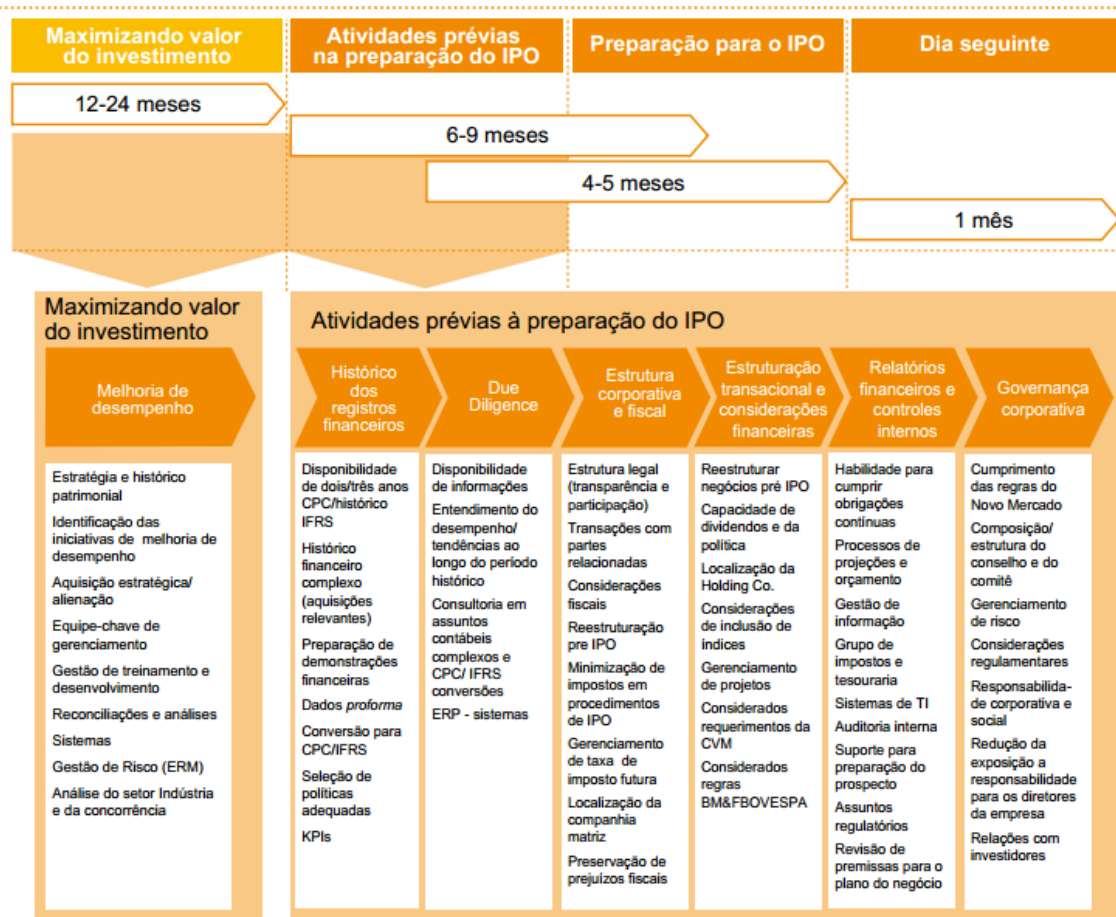 Maximizando valor
do investimento
Atividades prévias
na preparação do IPO
Preparação para o IPO
Dia seguinte
12-24 meses
6-9 meses
4-5 meses
1 mês
Maximizando valor
do investimento
Melhoria de
desempenho
Estratégia e histórico
patrimonial
Identificação das
iniciativas de melhoria de
desempenho
Aquisição estratégica/
alienação
Equipe-chave de
gerenciamento
Gestão de treinamento e
desenvolvimento
Reconciliações e análises
Sistemas
Gestão de Risco (ERM)
Análise do setor Indústria
e da concorrência
Atividades prévias à preparação do IPO
Histórico
dos
registros
financeiros
Disponibilidade
de dois/três anos
CPC/histórico
IFRS
Histórico
financeiro
complexo
(aquisições
relevantes)
Preparação de
demonstrações
financeiras
Dados proforma
Conversão para
CPC/IFRS
Seleção de
políticas
adequadas
KPIs
Due
Diligence
Disponibilidade
de informações
Entendimento do
desempenho/
tendências ao
longo do período
histórico
Consultoria em
assuntos
contábeis
complexos e
CPC/ IFRS
conversões
ERP - sistemas
Estrutura
corporativa
e fiscal
Estrutura legal
(transparência e
participação)
Transações com
partes
relacionadas
Considerações
fiscais
Reestruturação
pre IPO
Minimização de
impostos em
procedimentos
de IPO
Gerenciamento
de taxa de
imposto futura
Localização da
companhia
matriz
Preservação de
prejuízos fiscais
Estruturação
transacional e
considerações
financeiras
Reestruturar
negócios pré IPO
Capacidade de
dividendos e da
política
Localização da
Holding Co.
Considerações
de inclusão de
índices
Gerenciamento
de projetos
Considerados
requerimentos da
CVM
Considerados
regras
BM&FBOVESPA
Relatórios
financeiros e
controles
internos
Habilidade para
cumprir
obrigações
contínuas
Processos de
projeções e
orçamento
Gestão de
informação
Grupo de
impostos e
tesouraria
Sistemas de TI
Auditoria interna
Suporte para
preparação do
prospecto
Assuntos
regulatórios
Revisão de
premissas para o
plano do negócio
Governança
corporativa
Cumprimento
das regras do
Novo Mercado
Composição/
estrutura do
conselho e do
comitê
Gerenciamento
de risco
Considerações
regulamentares
Responsabilida-
de corporativa e
social
Redução da
exposição a
responsabilidade
para os diretores
da empresa
Relações com
investidores